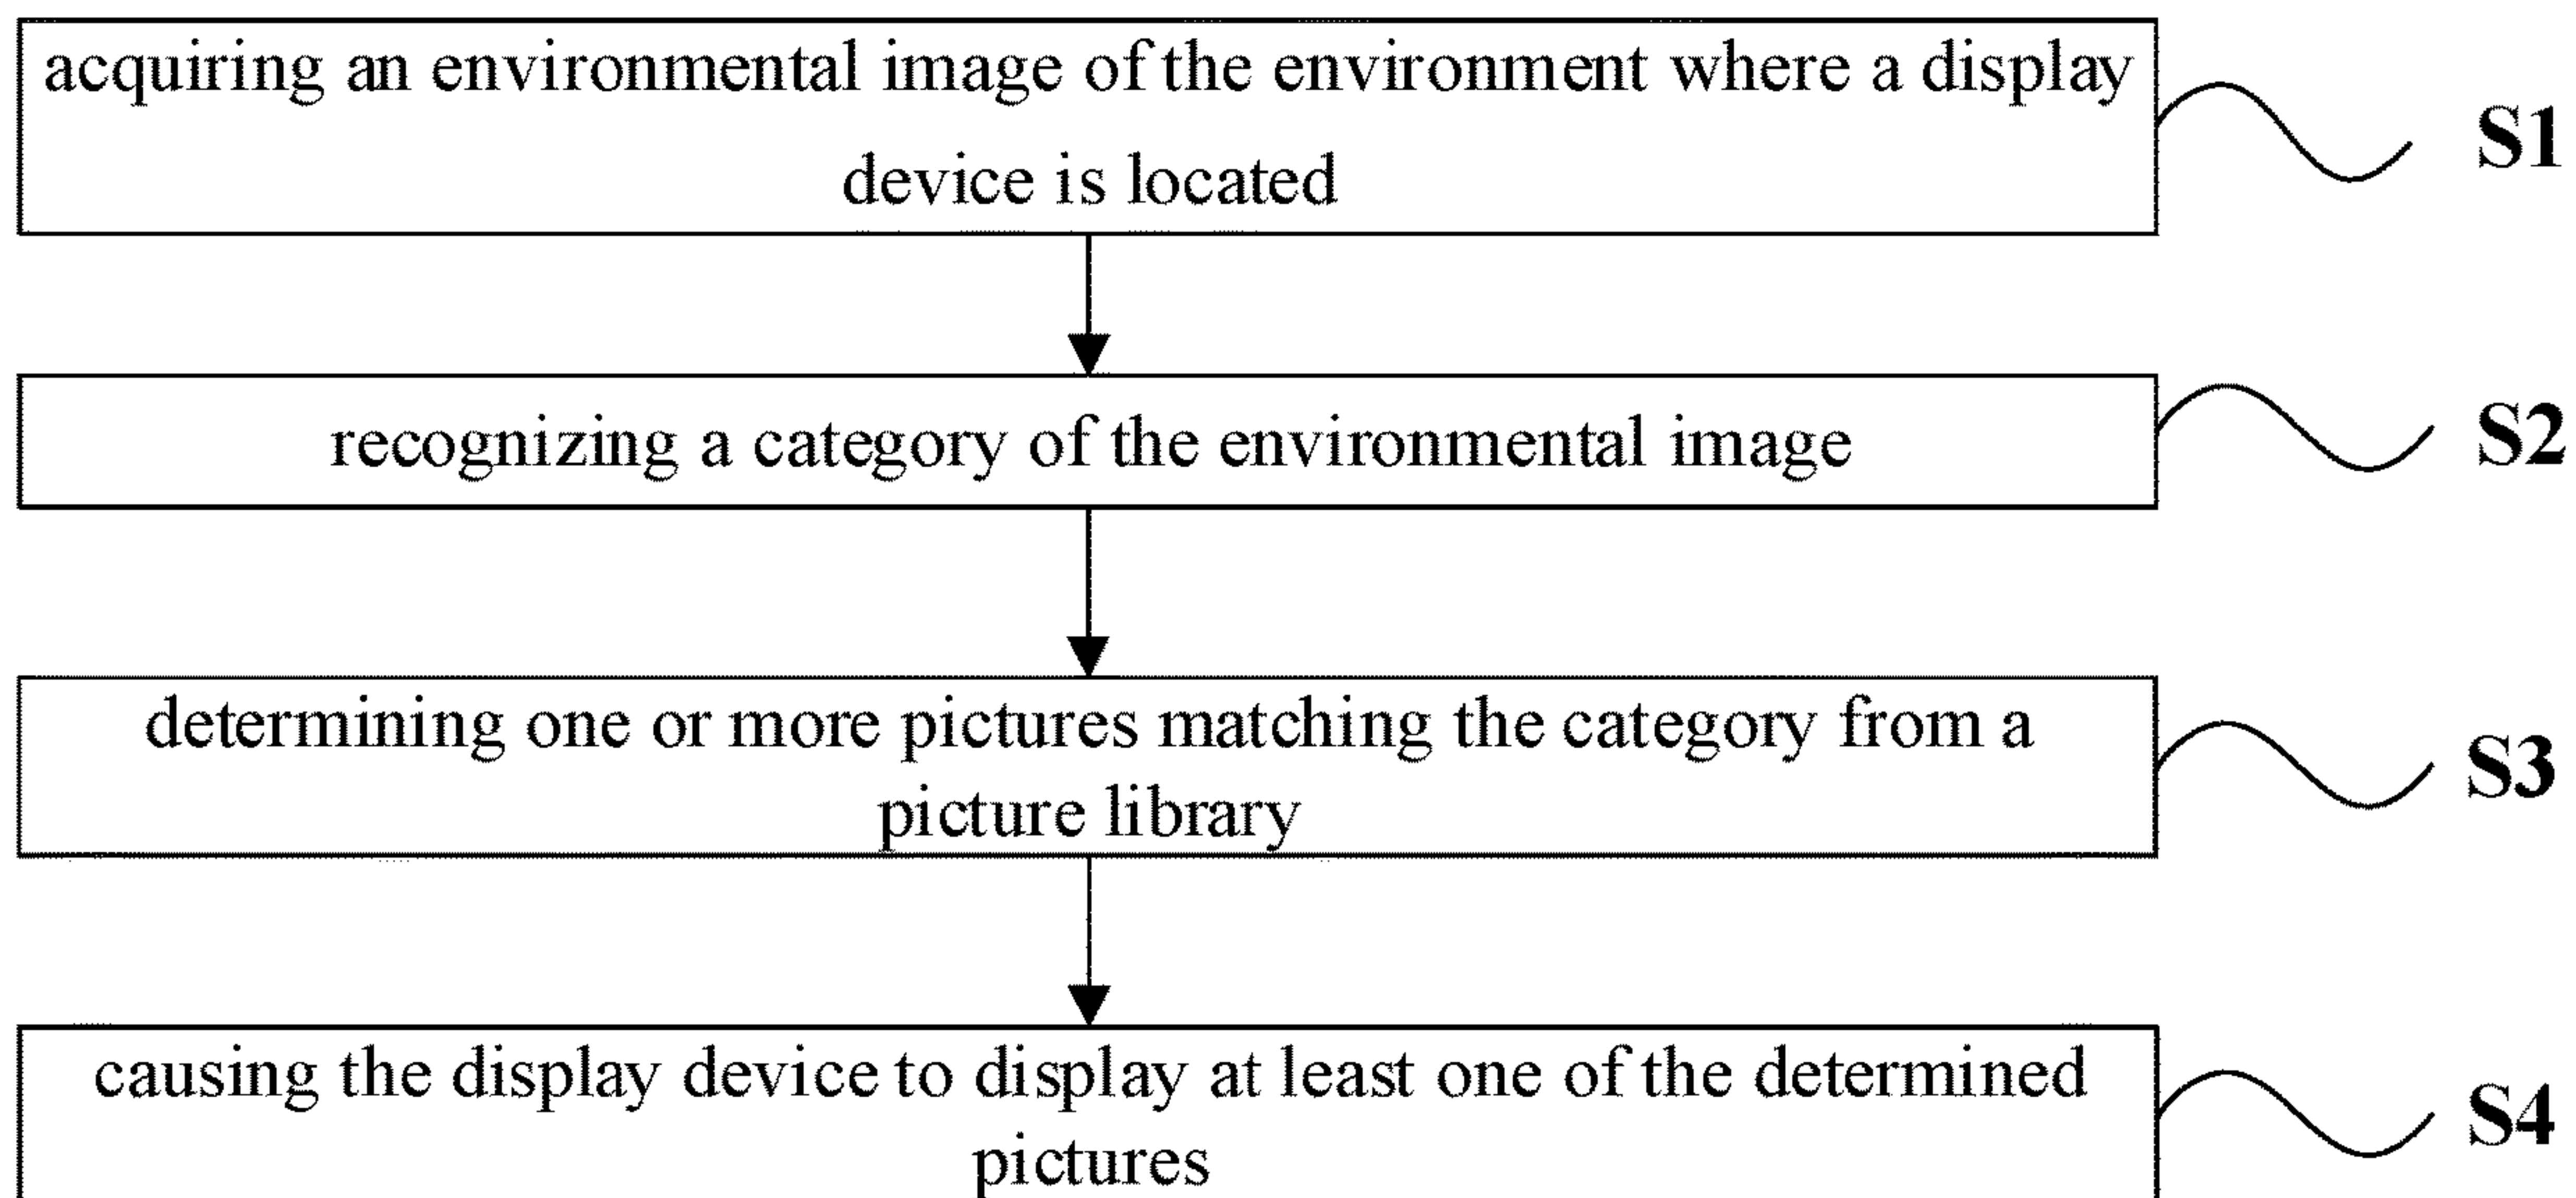 acquiring an environmental image of the environment where a display
device is located
S1
recognizing a category of the environmental image
S2
determining one or more pictures matching the category from a
picture library
S3
causing the display device to display at least one of the determined
pictures
S4